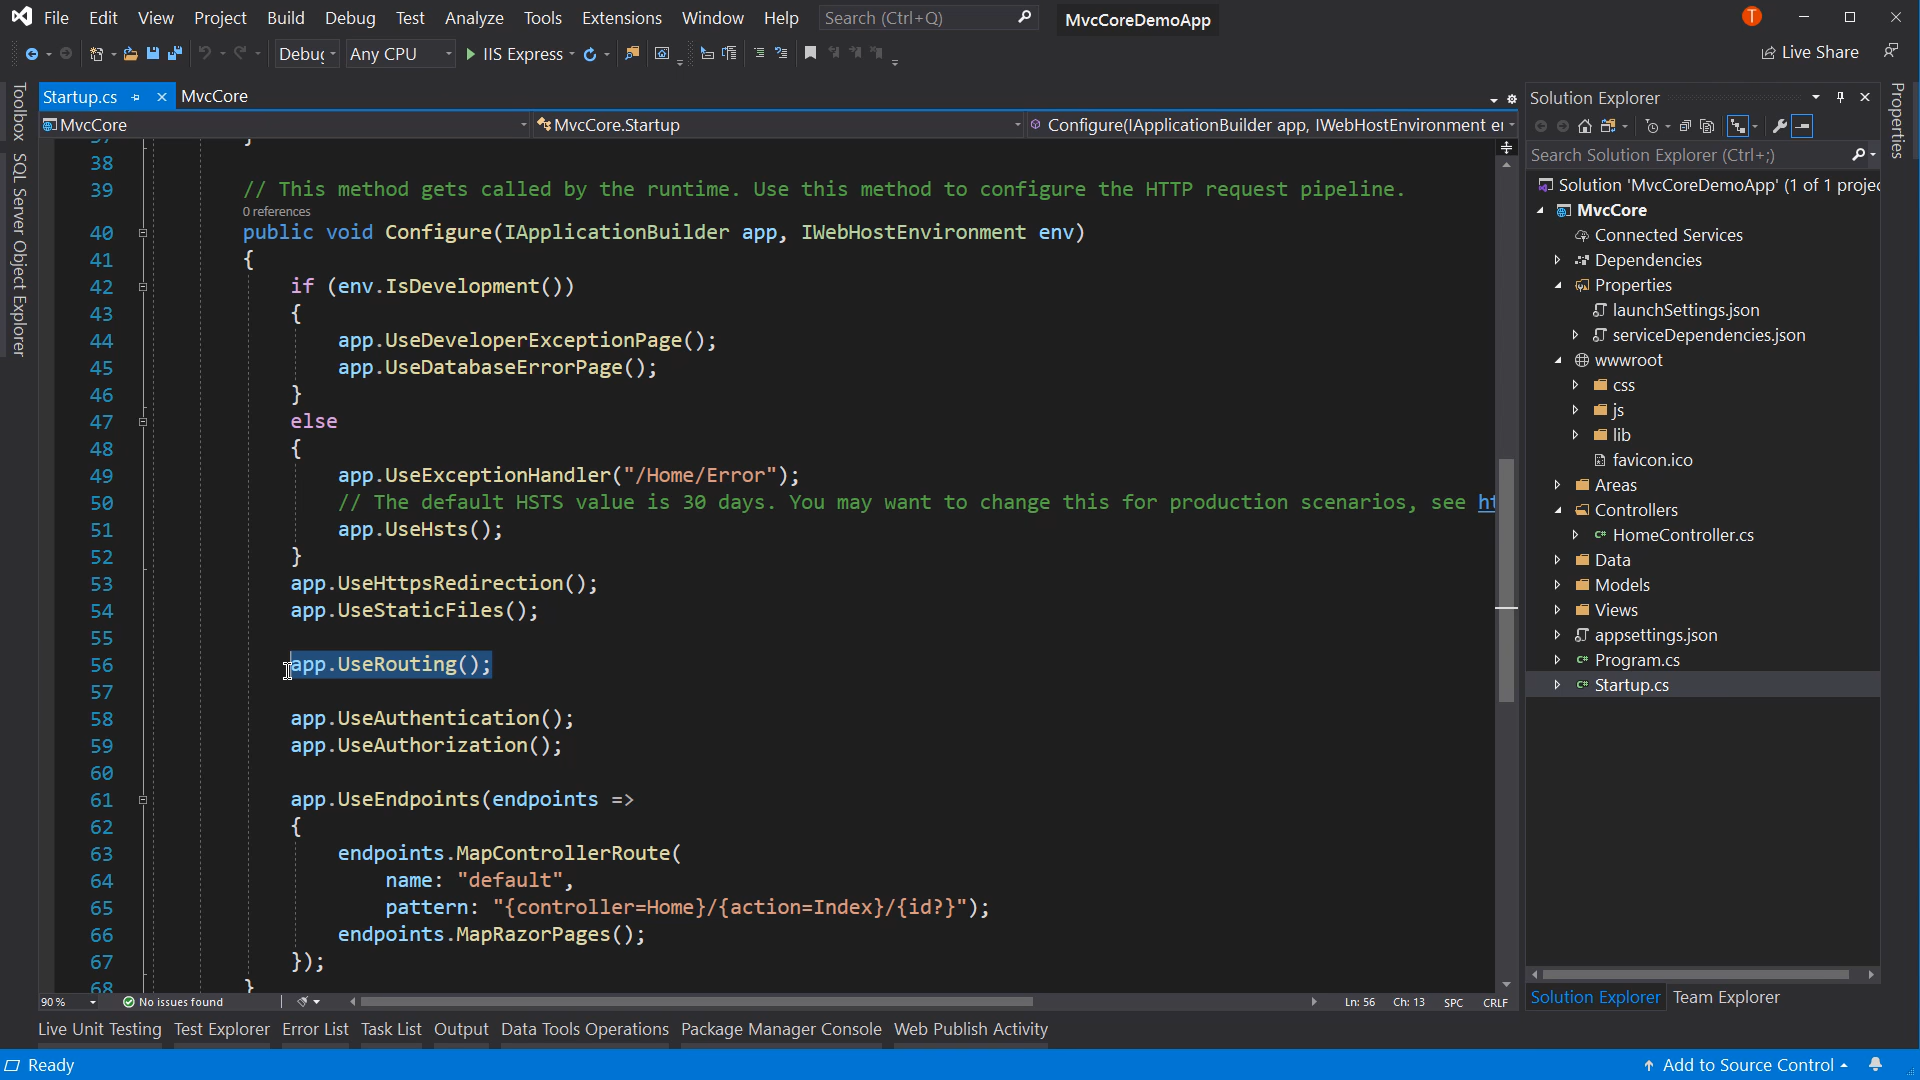 File Edit View Project Build Debug Test Analyze Tools Extensions Window Help Search (Ctrl+Q) MvcCoreDemoApp T
Debug Any CPU IIS Express Live Share
Startup.cs MvcCore
MvcCore MvcCore.Startup Configure(IApplicationBuilder app, IWebHostEnvironment en
Toolbox
SQL Server Object Explorer
38
39 // This method gets called by the runtime. Use this method to configure the HTTP request pipeline.
0 references
40 public void Configure(IApplicationBuilder app, IWebHostEnvironment env)
41 {
42 if (env.IsDevelopment())
43 {
44 app.UseDeveloperExceptionPage();
45 app.UseDatabaseErrorPage();
46 }
47 else
48 {
49 app.UseExceptionHandler("/Home/Error");
50 // The default HSTS value is 30 days. You may want to change this for production scenarios, see ht
51 app.UseHsts();
52 }
53 app.UseHttpsRedirection();
54 app.UseStaticFiles();
55
56 app.UseRouting();
57
58 app.UseAuthentication();
59 app.UseAuthorization();
60
61 app.UseEndpoints(endpoints =>
62 {
63 endpoints.MapControllerRoute(
64 name: "default",
65 pattern: "{controller=Home}/{action=Index}/{id?}");
66 endpoints.MapRazorPages();
67 });
68 }
90 % No issues found Ln: 56 Ch: 13 SPC CRLF
Solution Explorer
Search Solution Explorer (Ctrl+;)
Solution 'MvcCoreDemoApp' (1 of 1 projec
MvcCore
Connected Services
Dependencies
Properties
launchSettings.json
serviceDependencies.json
wwwroot
css
js
lib
favicon.ico
Areas
Controllers
HomeController.cs
Data
Models
Views
appsettings.json
Program.cs
Startup.cs
Solution Explorer Team Explorer
Properties
Live Unit Testing Test Explorer Error List Task List Output Data Tools Operations Package Manager Console Web Publish Activity
Ready Add to Source Control